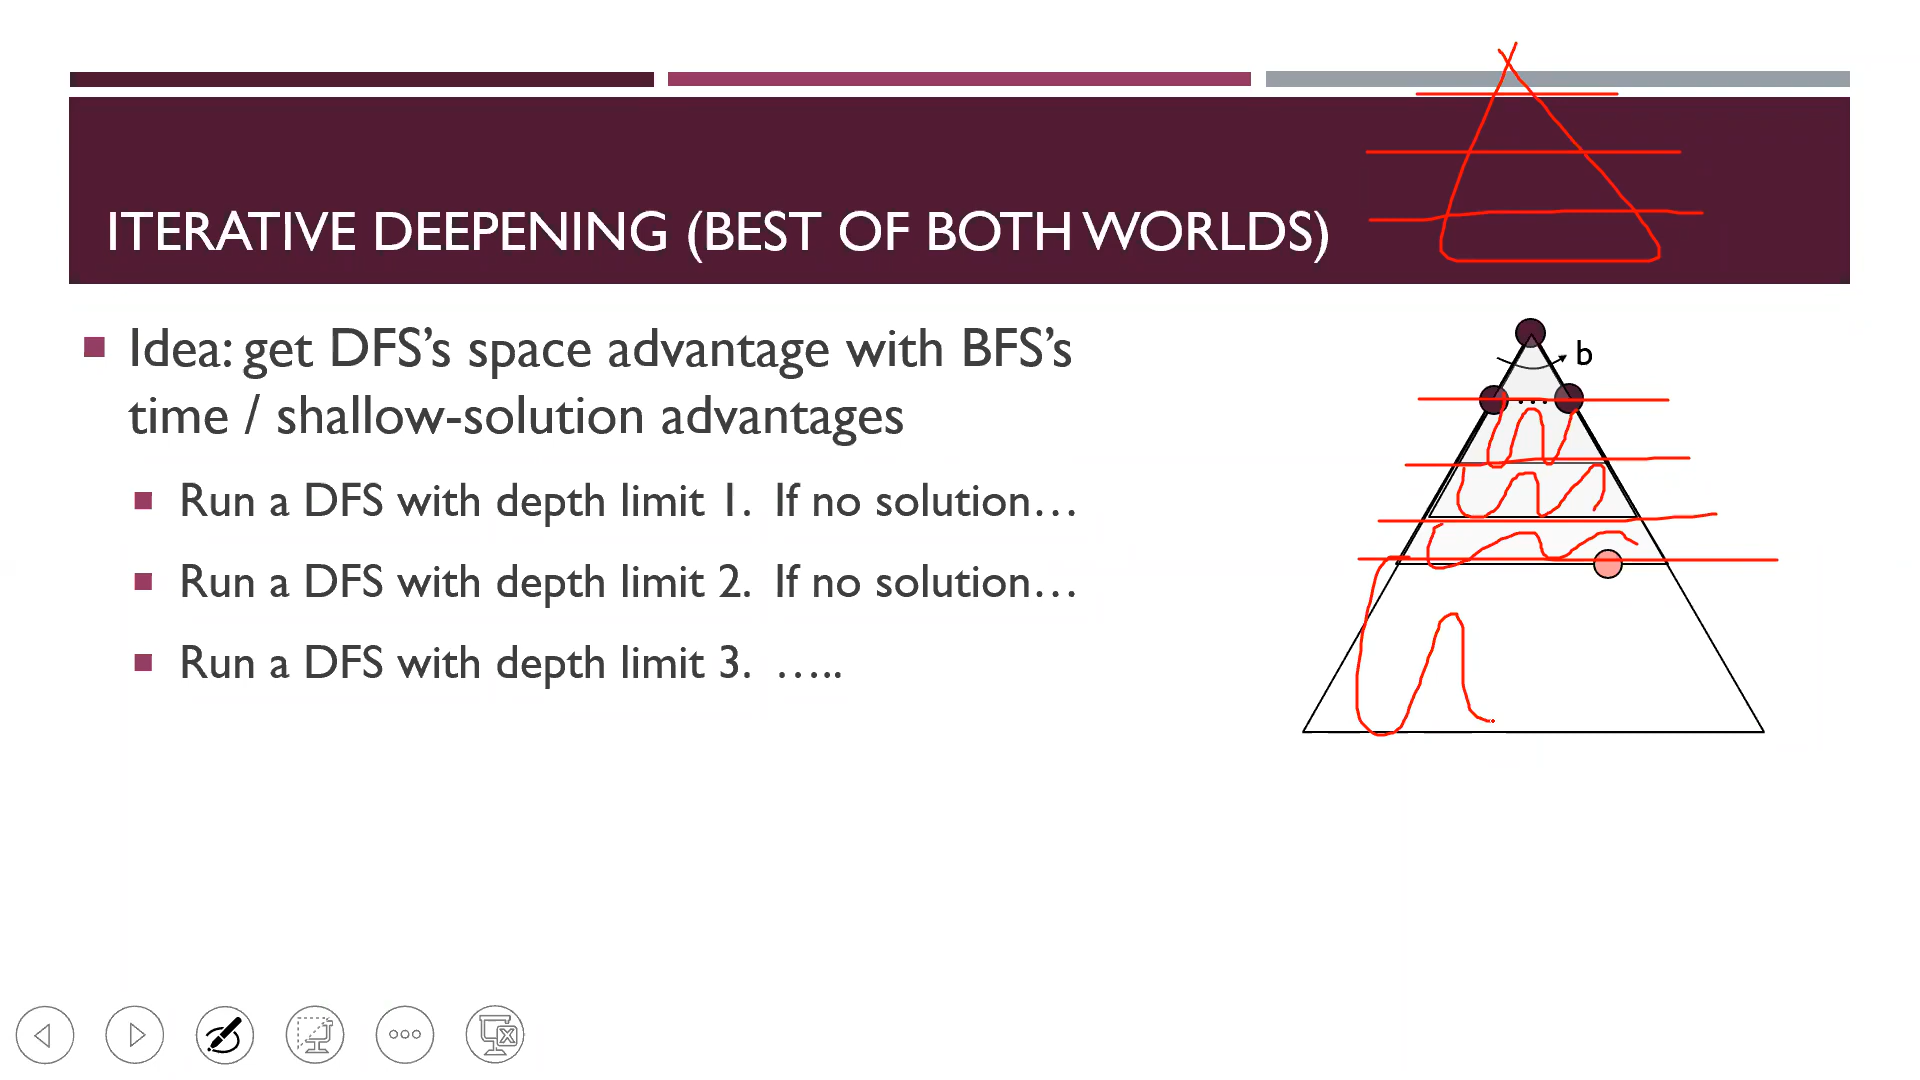 ITERATIVE DEEPENING (BEST OF BOTH WORLDS)
Idea: get DFS’s space advantage with BFS’s
time / shallow-solution advantages
Run a DFS with depth limit 1. If no solution…
Run a DFS with depth limit 2. If no solution…
Run a DFS with depth limit 3. …..
b
…